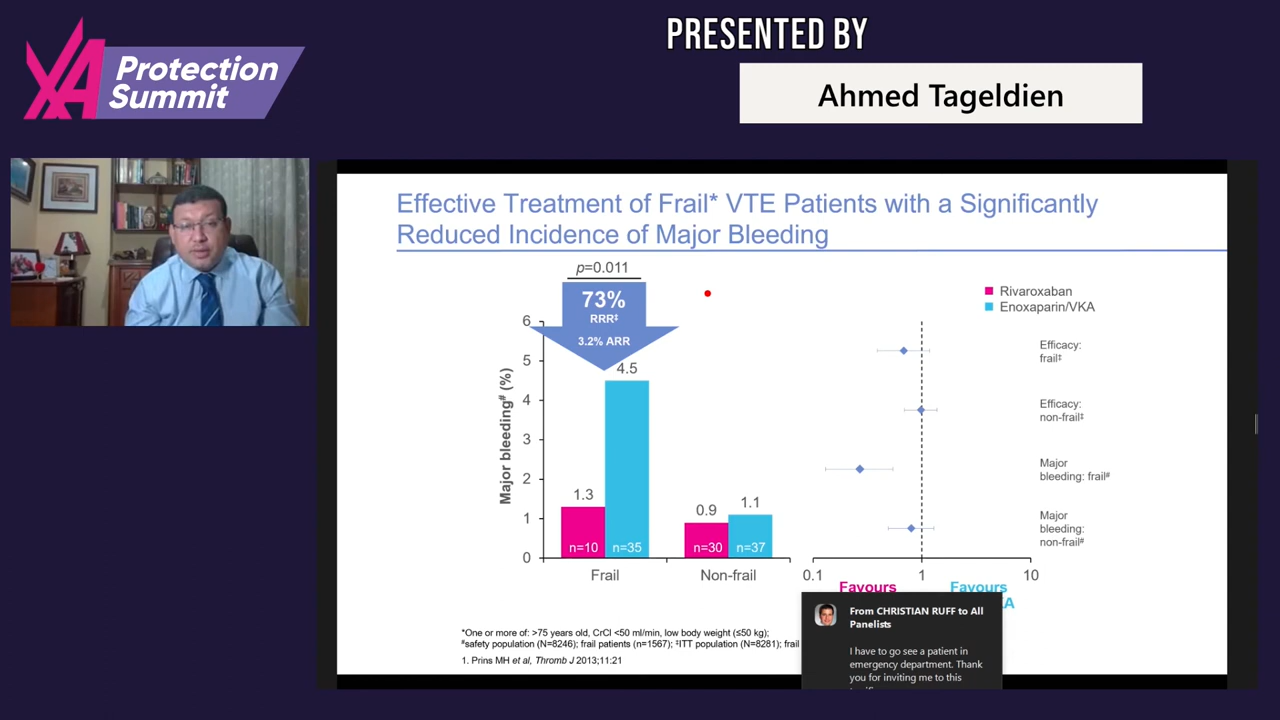 PRESENTED BY
Protection
Summit
Ahmed Tageldien
Effective Treatment of Frail* VTE Patients with a Significantly
Reduced Incidence of Major Bleeding
p=0.011
73%
RRR‡
3.2% ARR
Major bleeding# (%)
6
5
4
3
2
1
0
4.5
1.3
0.9
1.1
n=10
n=35
n=30
n=37
Frail
Non-frail
Rivaroxaban
Enoxaparin/VKA
Efficacy:
frail‡
Efficacy:
non-frail‡
Major
bleeding: frail#
Major
bleeding:
non-frail#
0.1
1
10
Favours
Favours
*One or more of: >75 years old, CrCl <50 ml/min, low body weight (≤50 kg);
#safety population (N=8246); frail patients (n=1567); ‡ITT population (N=8281); frail
1. Prins MH et al, Thromb J 2013;11:21
From CHRISTIAN RUFF to All
Panelists
I have to go see a patient in
emergency department. Thank
you for inviting me to this